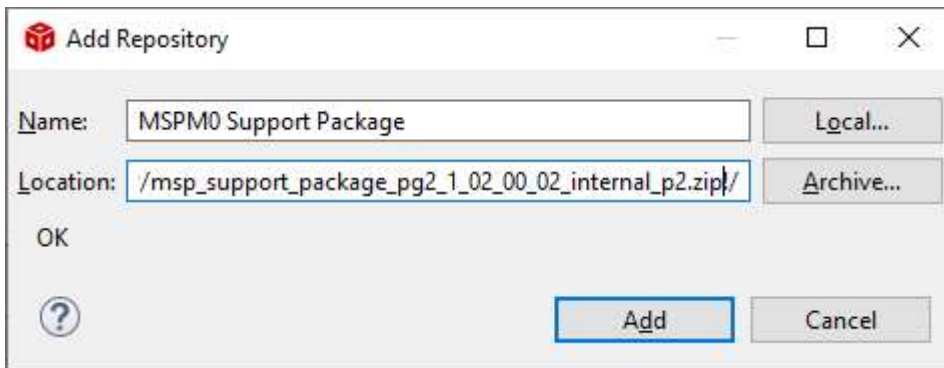 Add Repository
Name: MSPM0 Support Package Local...
Location: /msp_support_package_pg2_1_02_00_02_internal_p2.zip!/ Archive...
OK
? Add Cancel